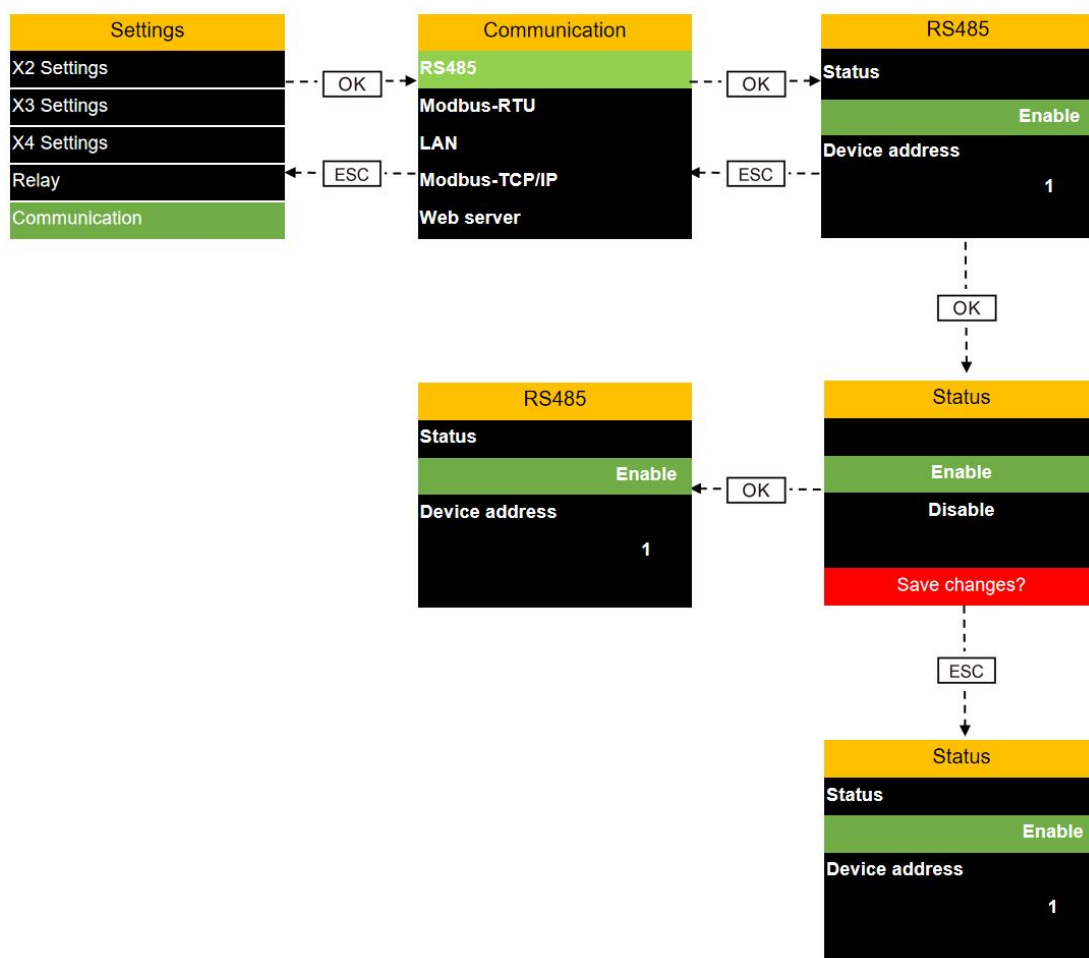 Settings
X2 Settings
X3 Settings
X4 Settings
Relay
Communication
OK
ESC
Communication
RS485
Modbus-RTU
LAN
Modbus-TCP/IP
Web server
OK
ESC
RS485
Status
Enable
Device address
1
OK
Status
Enable
Disable
Save changes?
OK
RS485
Status
Enable
Device address
1
ESC
Status
Status
Enable
Device address
1